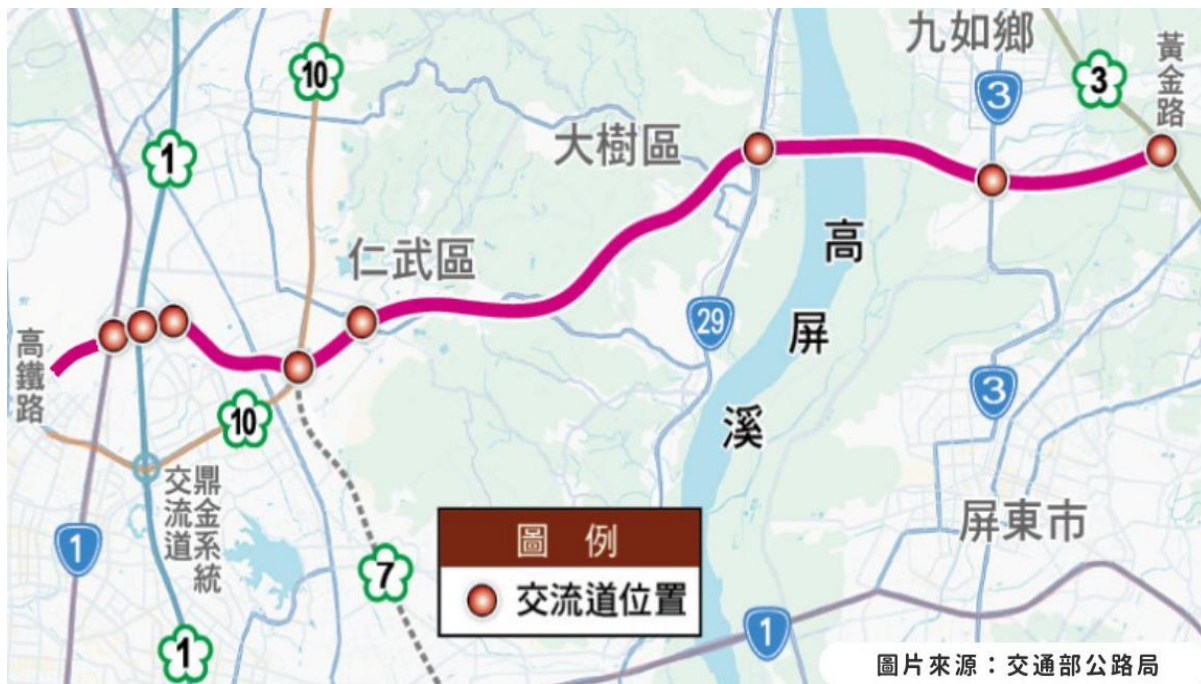 九如鄉
黃金路
10
3
3
1
大樹區
高
屏
溪
仁武區
29
高鐵路
10
3
鼎金系統
交流道
屏東市
1
7
圖例
交流道位置
1
1
圖片來源：交通部公路局